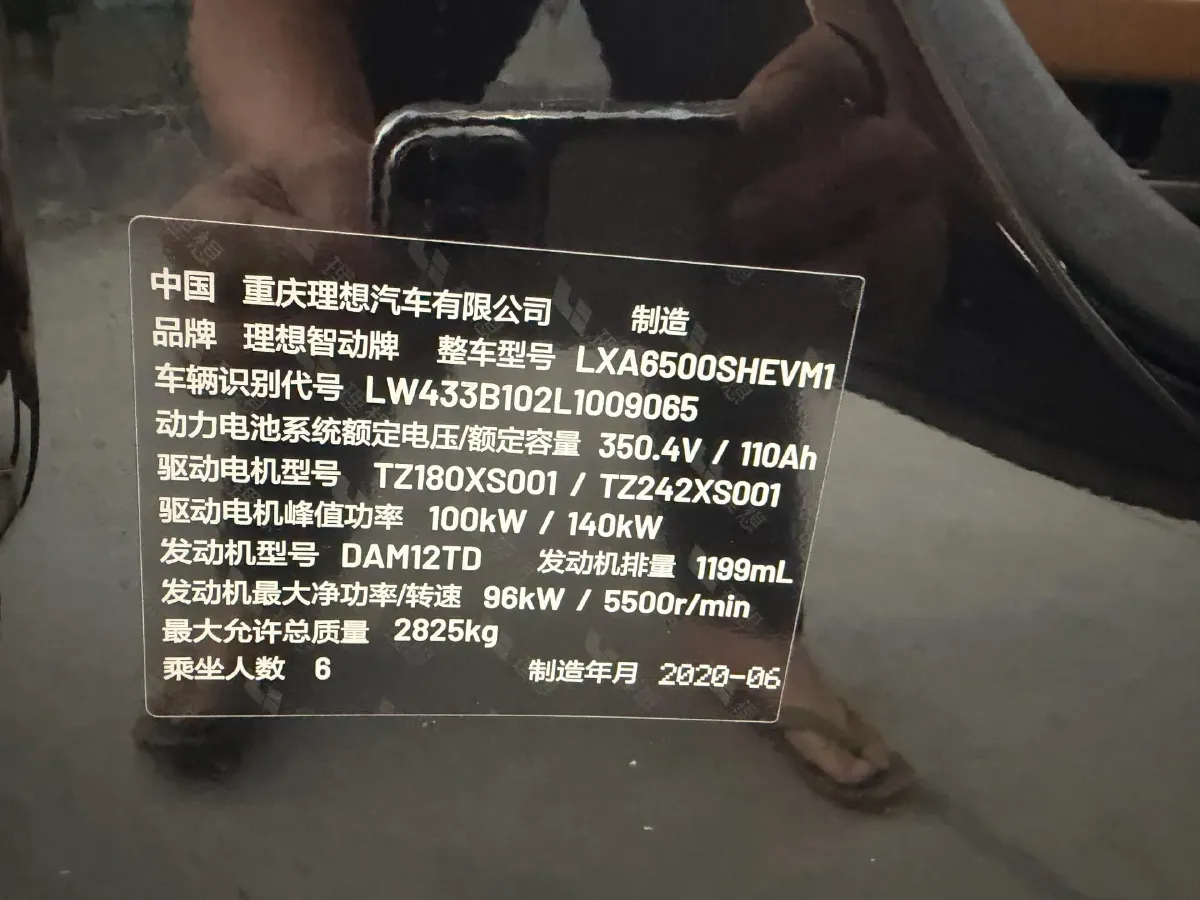 中国 重庆理想汽车有限公司 制造
品牌 理想智动牌 整车型号 LXA6500SHEVM1
车辆识别代号 LW433B102L1009065
动力电池系统额定电压/额定容量 350.4V / 110Ah
驱动电机型号 TZ180XS001 / TZ242XS001
驱动电机峰值功率 100kW / 140kW
发动机型号 DAM12TD 发动机排量 1199mL
发动机最大净功率/转速 96kW / 5500r/min
最大允许总质量 2825kg
乘坐人数 6 制造年月 2020-06